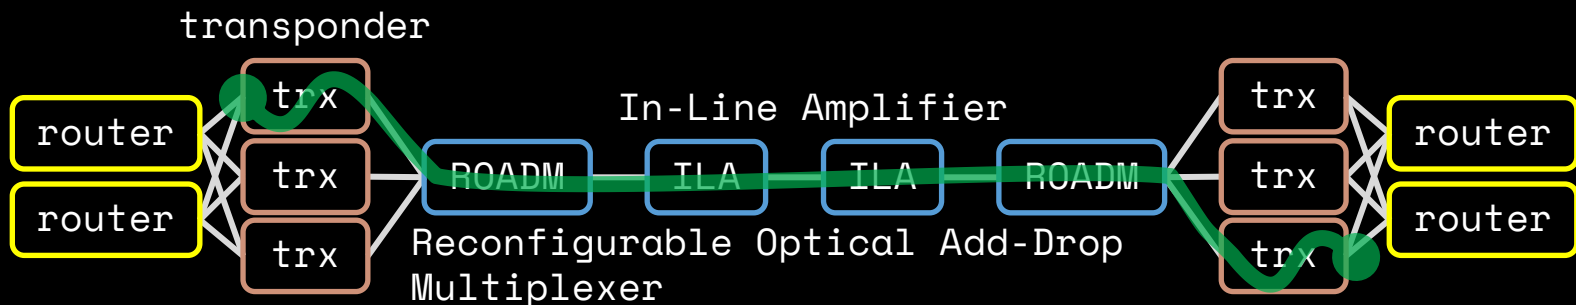 transponder
trx
trx
router
In-Line Amplifier
router
trx
ROADM
ILA
ILA
ROADM
trx
router
router
trx
Reconfigurable Optical Add-Drop
Multiplexer
trx